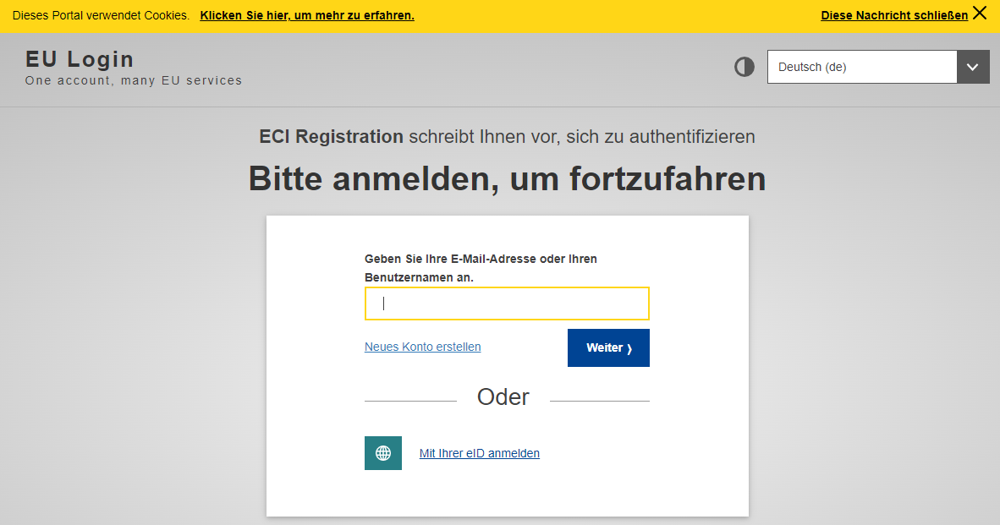 Dieses Portal verwendet Cookies. Klicken Sie hier, um mehr zu erfahren. Diese Nachricht schließen
EU Login
One account, many EU services
Deutsch (de)
ECI Registration schreibt Ihnen vor, sich zu authentifizieren
Bitte anmelden, um fortzufahren
Geben Sie Ihre E-Mail-Adresse oder Ihren
Benutzernamen an.
Neues Konto erstellen
Weiter ❭
Oder
Mit Ihrer eID anmelden